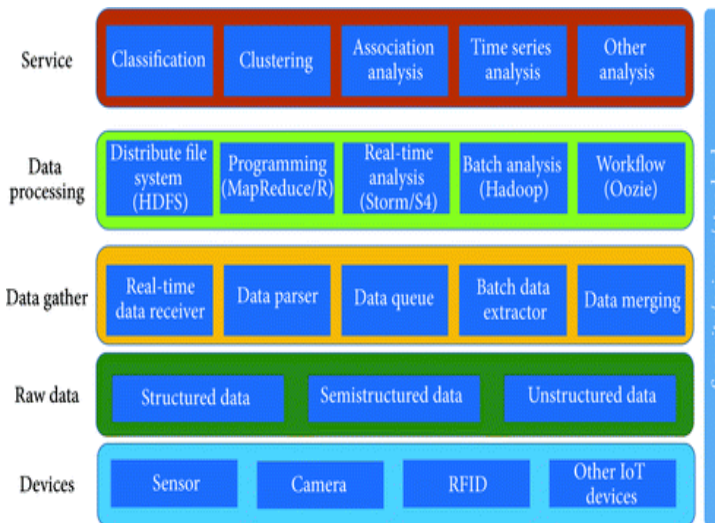 Service
Classification
Clustering
Association
analysis
Time series
analysis
Other
analysis
Data
processing
Distribute file
system
(HDFS)
Programming
(MapReduce/R)
Real-time
analysis
(Storm/S4)
Batch analysis
(Hadoop)
Workflow
(Oozie)
Data gather
Real-time
data receiver
Data parser
Data queue
Batch data
extractor
Data merging
Raw data
Structured data
Semistructured data
Unstructured data
Devices
Sensor
Camera
RFID
Other IoT
devices